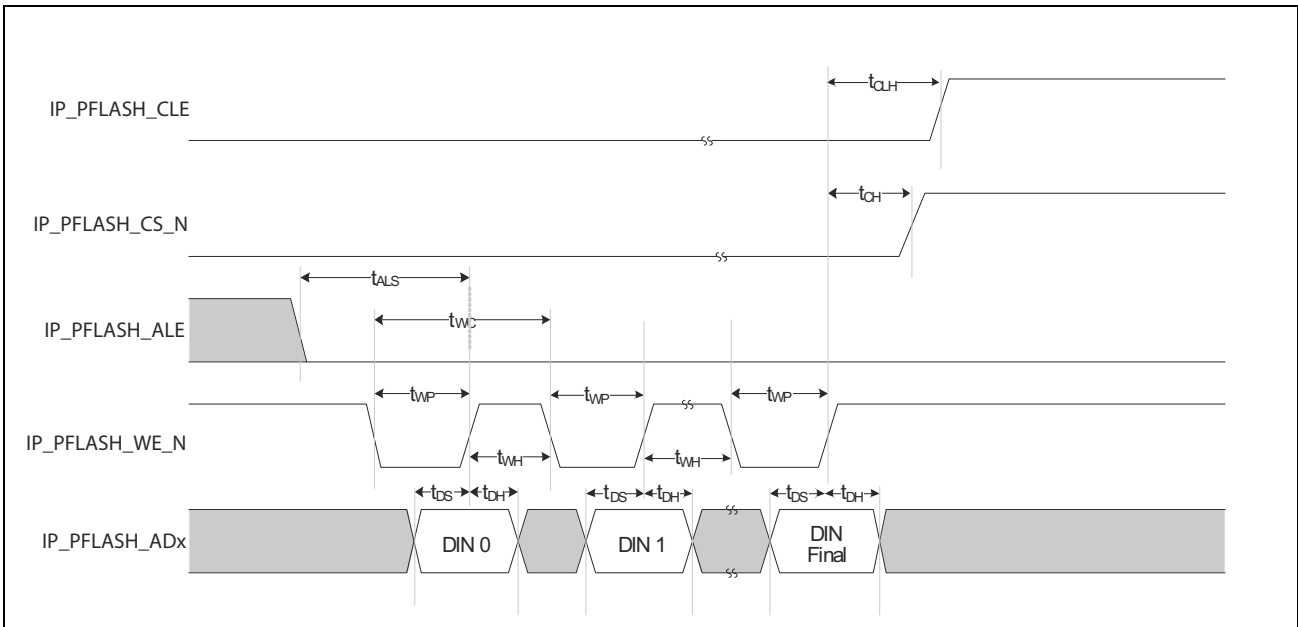 IP_PFLASH_CLE
tCLH
IP_PFLASH_CS_N
tCH
tALS
IP_PFLASH_ALE
tWC
IP_PFLASH_WE_N
tWP
tWP
tWP
tWH
tWH
IP_PFLASH_ADx
tDS
tDH
tDS
tDH
tDS
tDH
DIN 0
DIN 1
DIN
Final